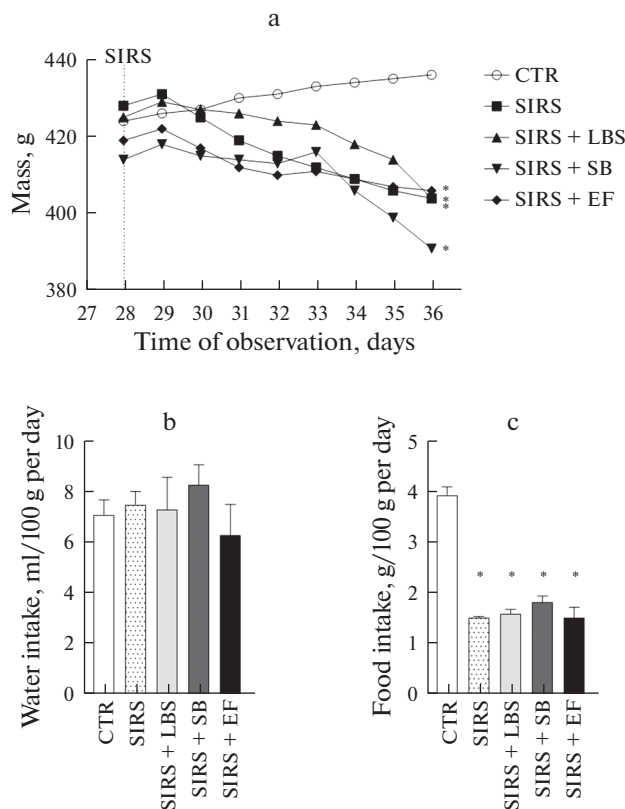 a
440
420
400
380
Mass, g
SIRS
27 28 29 30 31 32 33 34 35 36
Time of observation, days
CTR
SIRS
SIRS + LBS
SIRS + SB
SIRS + EF
*
*
*
*
b
10
8
6
4
2
0
Water intake, ml/100 g per day
CTR
SIRS
SIRS + LBS
SIRS + SB
SIRS + EF
c
5
4
3
2
1
0
Food intake, g/100 g per day
* * * *
CTR
SIRS
SIRS + LBS
SIRS + SB
SIRS + EF